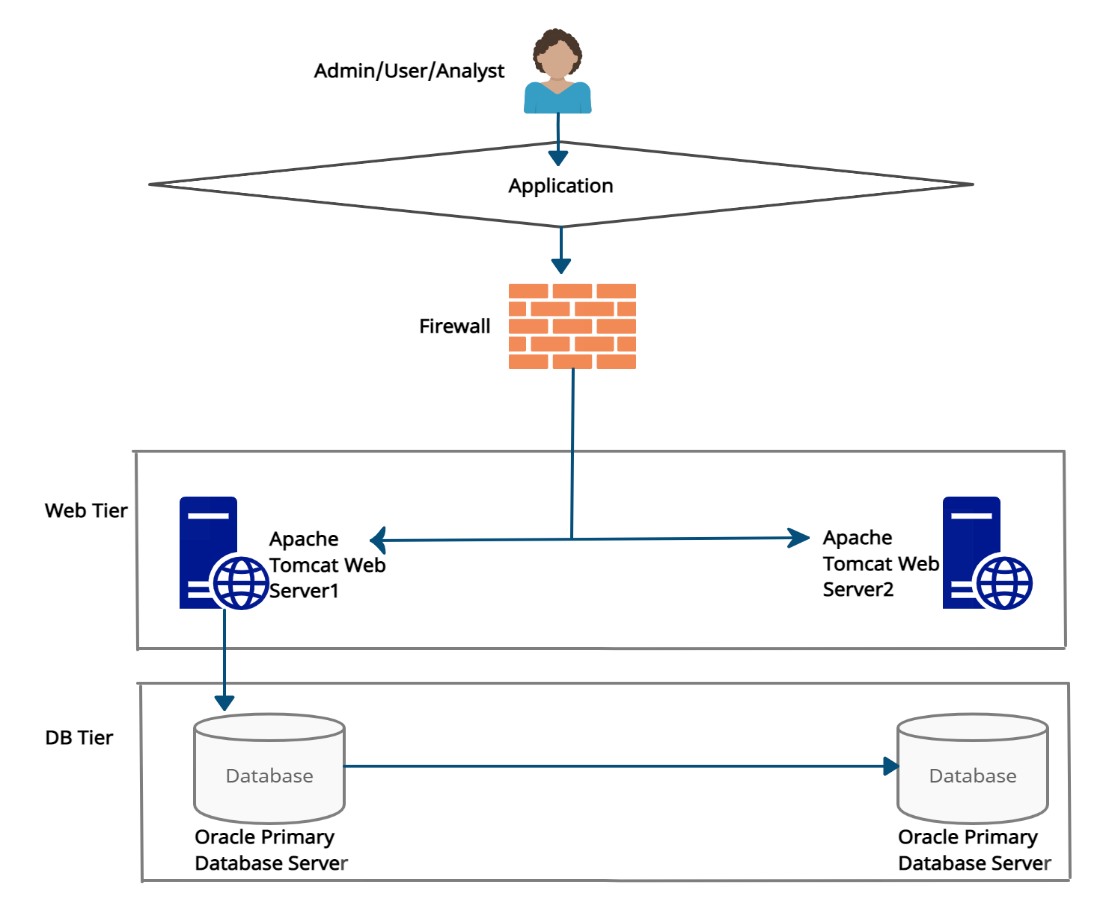 Admin/User/Analyst
Application
Firewall
Web Tier
Apache
Tomcat Web
Server1
Apache
Tomcat Web
Server2
DB Tier
Database
Oracle Primary
Database Server
Database
Oracle Primary
Database Server